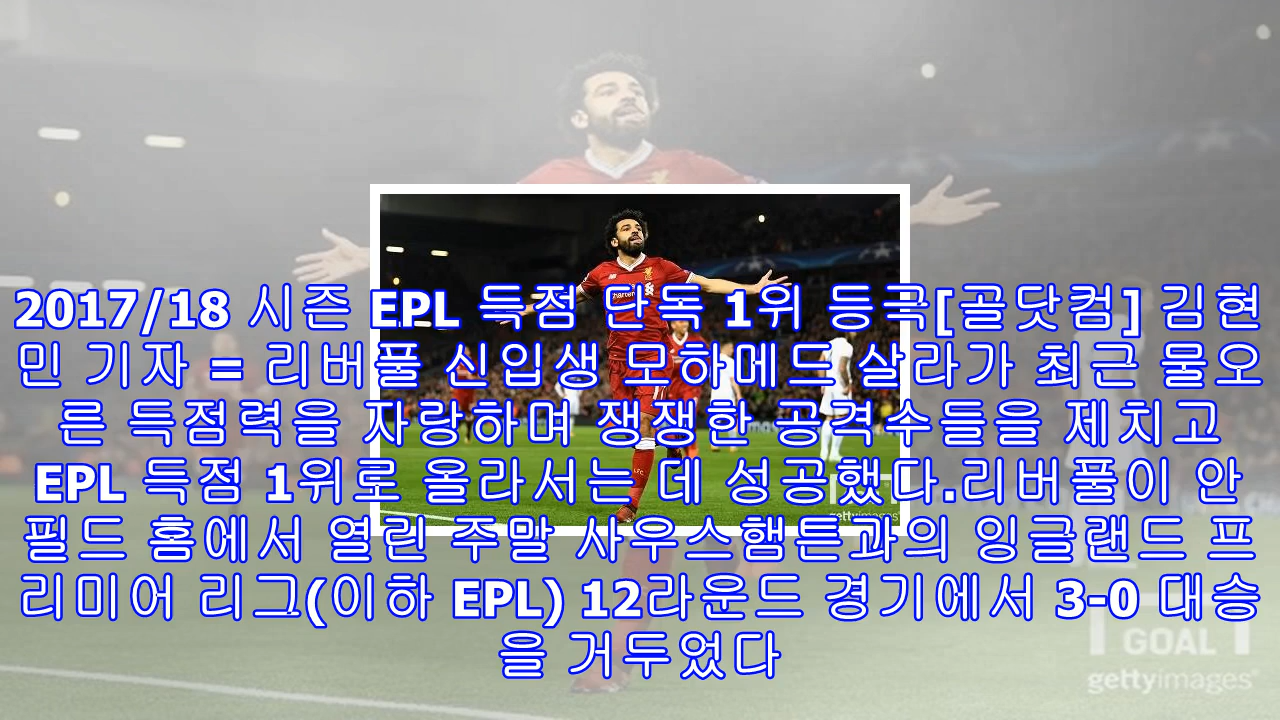 2017/18 시즌 EPL 득점 단독 1위 등극[골닷컴] 김현
민 기자 = 리버풀 신입생 모하메드 살라가 최근 물오
른 득점력을 자랑하며 쟁쟁한 공격수들을 제치고
EPL 득점 1위로 올라서는 데 성공했다.리버풀이 안
필드 홈에서 열린 주말 사우스햄튼과의 잉글랜드 프
리미어 리그(이하 EPL) 12라운드 경기에서 3-0 대승
을 거두었다
GOAL
gettyimages